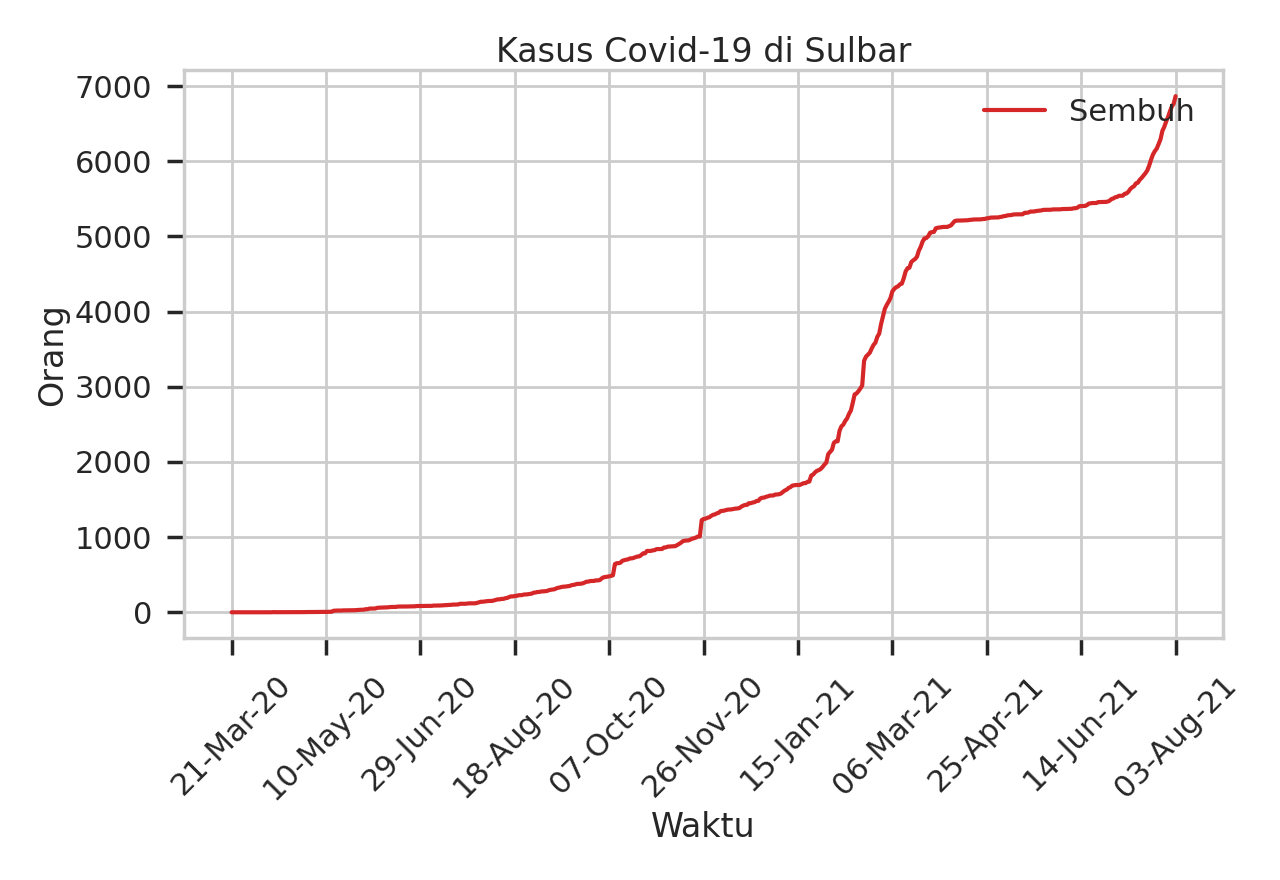 Kasus Covid-19 di Sulbar
Sembuh
Orang
7000
6000
5000
4000
3000
2000
1000
0
21-Mar-20
10-May-20
29-Jun-20
18-Aug-20
07-Oct-20
26-Nov-20
15-Jan-21
06-Mar-21
25-Apr-21
14-Jun-21
03-Aug-21
Waktu